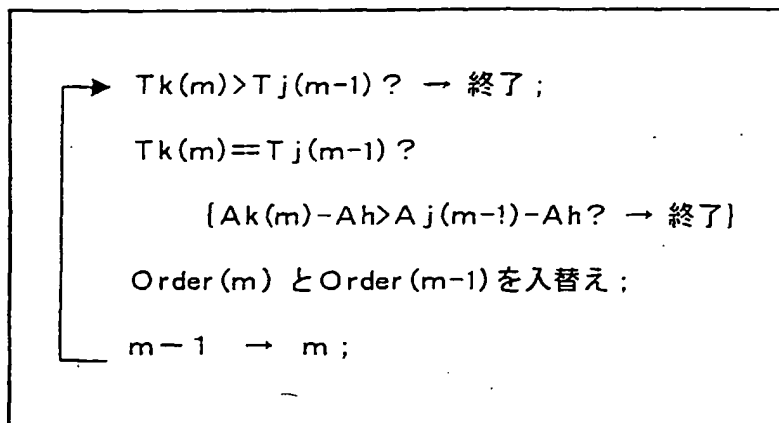 Tk(m)>Tj(m-1)? → 終了;
Tk(m)==Tj(m-1)?
{Ak(m)-Ah>Aj(m-1)-Ah? → 終了}
Order(m)とOrder(m-1)を入替え;
m-1 → m;